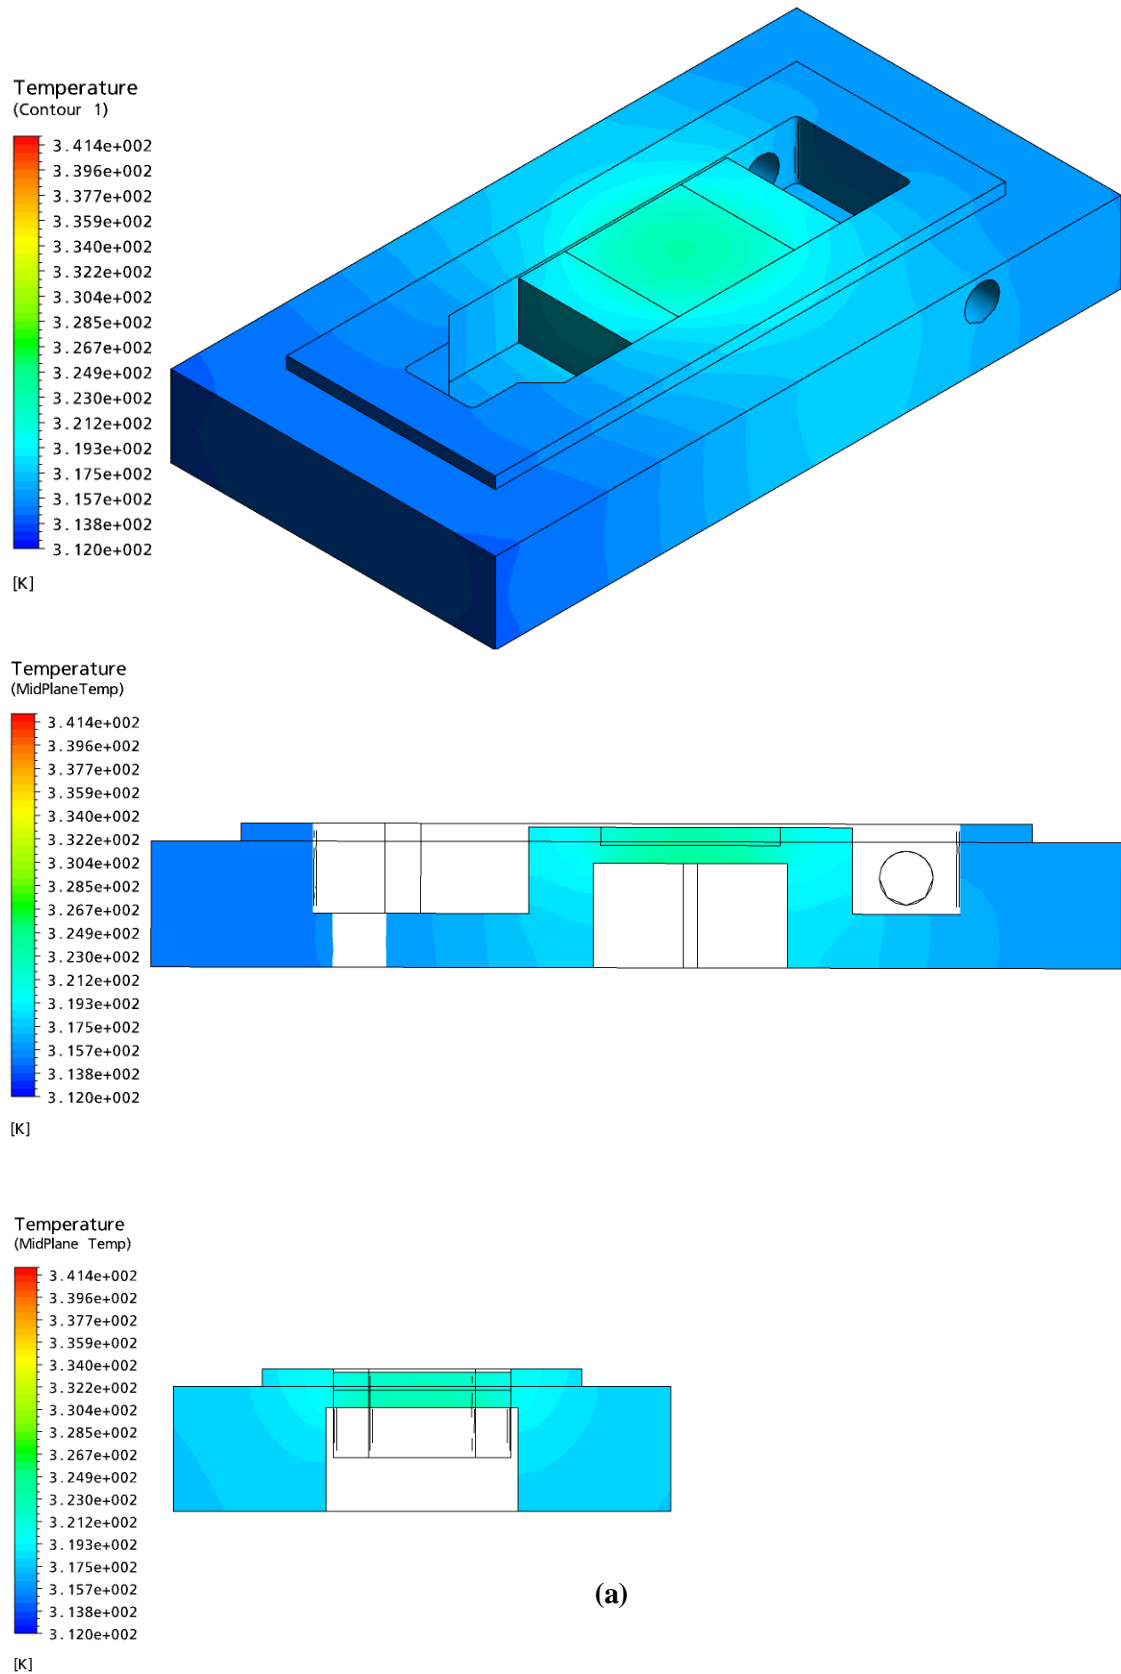 Temperature
(Contour 1)
3.414e+002
3.396e+002
3.377e+002
3.359e+002
3.340e+002
3.322e+002
3.304e+002
3.285e+002
3.267e+002
3.249e+002
3.230e+002
3.212e+002
3.193e+002
3.175e+002
3.157e+002
3.138e+002
3.120e+002
[K]
Temperature
(MidPlaneTemp)
3.414e+002
3.396e+002
3.377e+002
3.359e+002
3.340e+002
3.322e+002
3.304e+002
3.285e+002
3.267e+002
3.249e+002
3.230e+002
3.212e+002
3.193e+002
3.175e+002
3.157e+002
3.138e+002
3.120e+002
[K]
Temperature
(MidPlane Temp)
3.414e+002
3.396e+002
3.377e+002
3.359e+002
3.340e+002
3.322e+002
3.304e+002
3.285e+002
3.267e+002
3.249e+002
3.230e+002
3.212e+002
3.193e+002
3.175e+002
3.157e+002
3.138e+002
3.120e+002
[K]
(a)